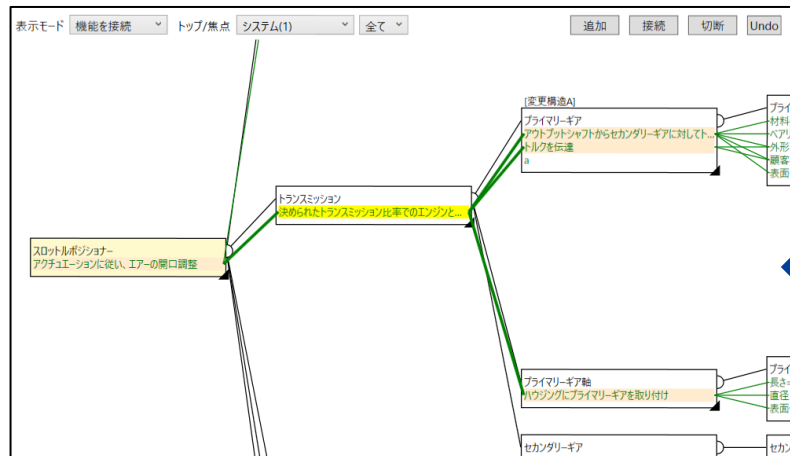 表示モード 機能を接続 トップ/焦点 システム(1) 全て 追加 接続 切断 Undo
[変更構造A]
プライマリーギア
アウトプットシャフトからセカンダリーギアに対してト...
トルクを伝達
a
プライ
材料
ベアリ
外形
顧客
表面
トランスミッション
決められたトランスミッション比率でのエンジンと...
スロットルポジショナー
アクチュエーションに従い、エアーの開口調整
プライマリーギア軸
ハウジングにプライマリーギアを取り付け
プライ
長さ=
直径
表面
セカンダリーギア
セカン